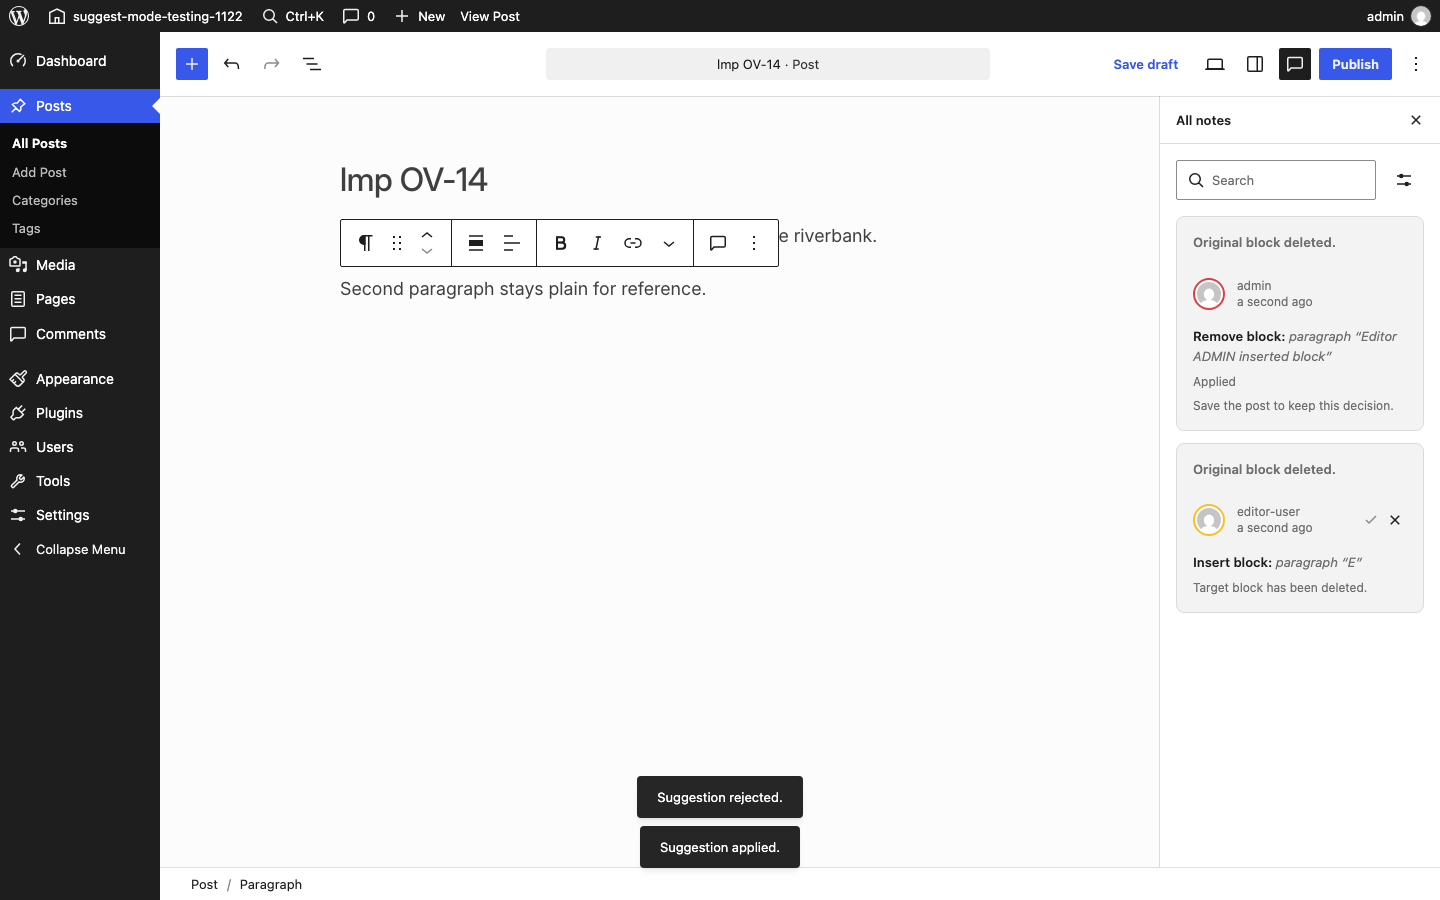 suggest-mode-testing-1122 Ctrl+K 0 New View Post admin
Dashboard
Posts
All Posts
Add Post
Categories
Tags
Media
Pages
Comments
Appearance
Plugins
Users
Tools
Settings
Collapse Menu
Imp OV-14 · Post
Save draft
Publish
Imp OV-14
B I
e riverbank.
Second paragraph stays plain for reference.
All notes
Search
Original block deleted.
admin
a second ago
Remove block: paragraph “Editor
ADMIN inserted block”
Applied
Save the post to keep this decision.
Original block deleted.
editor-user
a second ago
Insert block: paragraph “E”
Target block has been deleted.
Suggestion rejected.
Suggestion applied.
Post / Paragraph